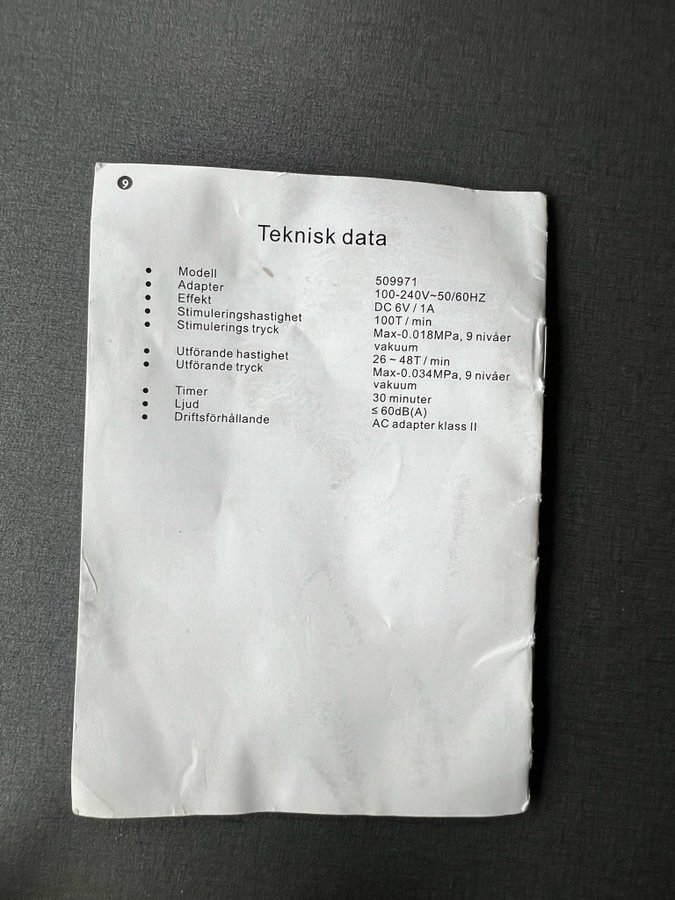 9
Teknisk data
• Modell 509971
• Adapter 100-240V~50/60HZ
• Effekt DC 6V / 1A
• Stimuleringshastighet 100T / min
• Stimulerings tryck Max-0.018MPa, 9 nivåer
vakuum
• Utförande hastighet 26 ~ 48T / min
• Utförande tryck Max-0.034MPa, 9 nivåer
vakuum
• Timer 30 minuter
• Ljud ≤ 60dB(A)
• Driftsförhållande AC adapter klass II